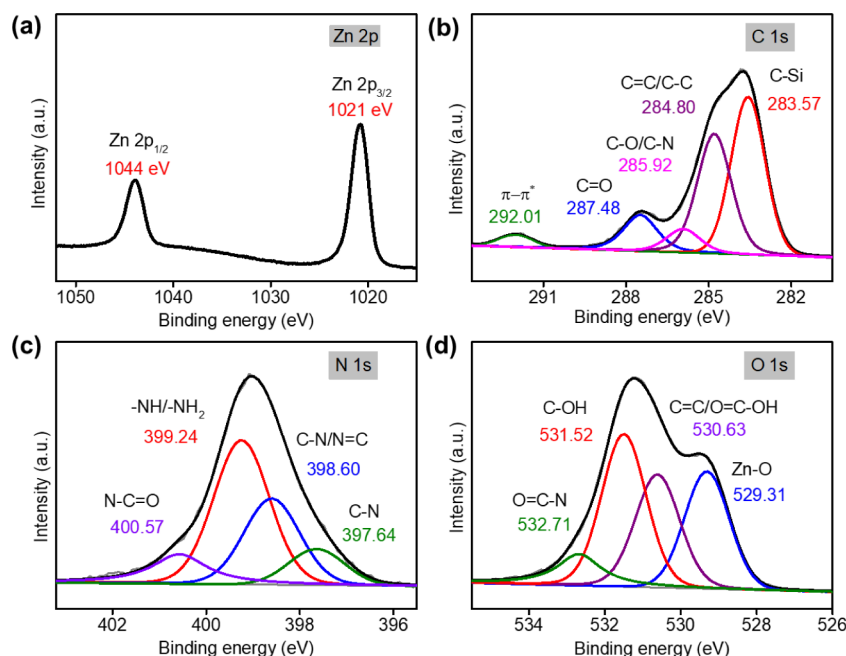 (a)
Zn 2p
Zn 2p3/2
1021 eV
Zn 2p1/2
1044 eV
Intensity (a.u.)
1050 1040 1030 1020
Binding energy (eV)
(b)
C 1s
C=C/C-C
284.80
C-Si
283.57
C-O/C-N
285.92
C=O
287.48
π–π*
292.01
Intensity (a.u.)
291 288 285 282
Binding energy (eV)
(c)
N 1s
-NH/-NH2
399.24
C-N/N=C
398.60
N-C=O
400.57
C-N
397.64
Intensity (a.u.)
402 400 398 396
Binding energy (eV)
(d)
O 1s
C-OH
531.52
C=C/O=C-OH
530.63
Zn-O
529.31
O=C-N
532.71
Intensity (a.u.)
534 532 530 528 526
Binding energy (eV)